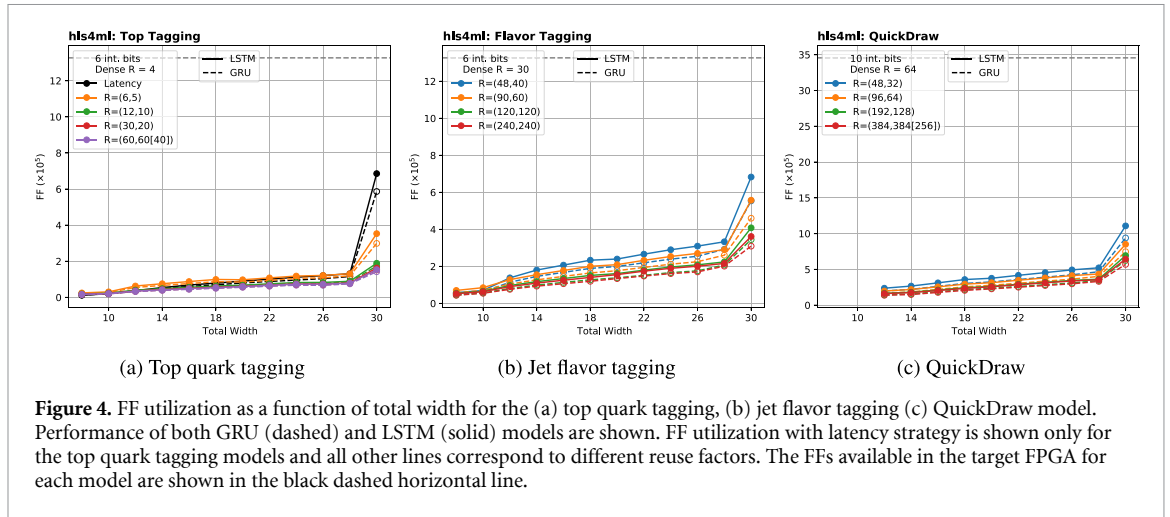 hls4ml: Top Tagging
6 int. bits
Dense R = 4
Latency
R=(6,5)
R=(12,10)
R=(30,20)
R=(60,60[40])
LSTM
GRU
FF (×10⁵)
12
10
8
6
4
2
0
10
14
18
22
26
30
Total Width
(a) Top quark tagging
hls4ml: Flavor Tagging
6 int. bits
Dense R = 30
R=(48,40)
R=(90,60)
R=(120,120)
R=(240,240)
LSTM
GRU
FF (×10⁵)
12
10
8
6
4
2
0
10
14
18
22
26
30
Total Width
(b) Jet flavor tagging
hls4ml: QuickDraw
10 int. bits
Dense R = 64
R=(48,32)
R=(96,64)
R=(192,128)
R=(384,384[256])
LSTM
GRU
FF (×10⁵)
35
30
25
20
15
10
5
0
10
14
18
22
26
30
Total Width
(c) QuickDraw
Figure 4. FF utilization as a function of total width for the (a) top quark tagging, (b) jet flavor tagging (c) QuickDraw model.
Performance of both GRU (dashed) and LSTM (solid) models are shown. FF utilization with latency strategy is shown only for
the top quark tagging models and all other lines correspond to different reuse factors. The FFs available in the target FPGA for
each model are shown in the black dashed horizontal line.